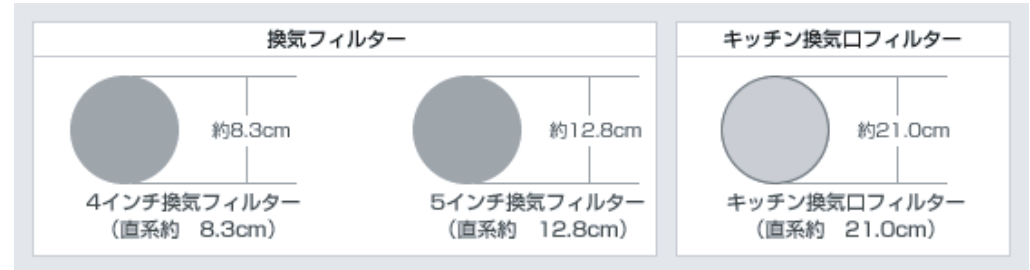 換気フィルター
約8.3cm
4インチ換気フィルター
（直系約　8.3cm）
約12.8cm
5インチ換気フィルター
（直系約　12.8cm）
キッチン換気口フィルター
約21.0cm
キッチン換気口フィルター
（直系約　21.0cm）